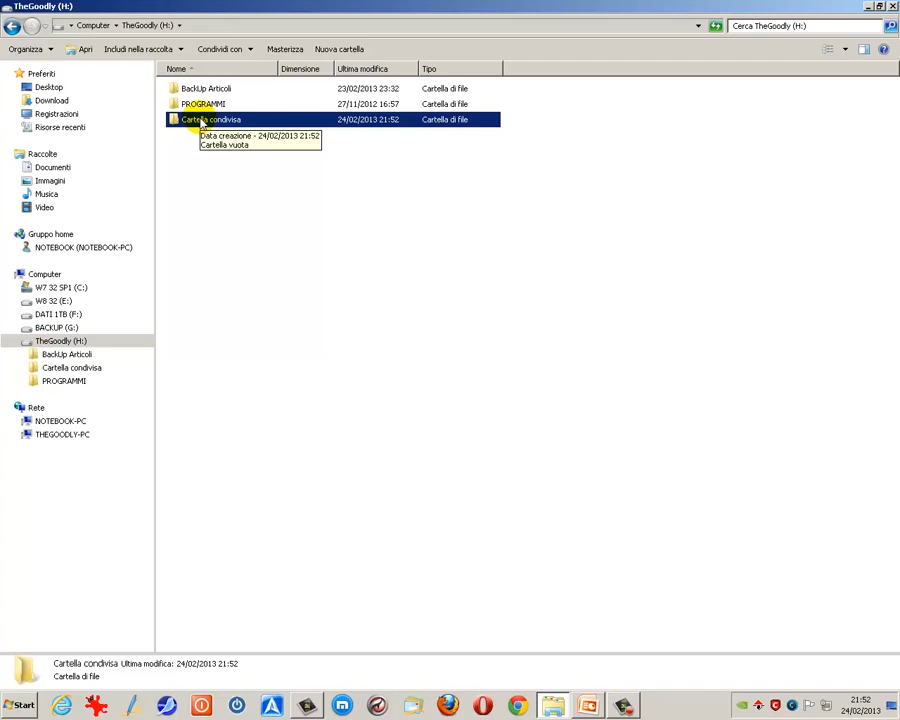 TheGoodly (H:)
Computer TheGoodly (H:)
Cerca TheGoodly (H:)
Organizza Apri Includi nella raccolta Condividi con Masterizza Nuova cartella
Nome Dimensione Ultima modifica Tipo
BackUp Articoli 23/02/2013 23:32 Cartella di file
PROGRAMMI 27/11/2012 16:57 Cartella di file
Cartella condivisa 24/02/2013 21:52 Cartella di file
Data creazione - 24/02/2013 21:52
Cartella vuota
Preferiti
Desktop
Download
Registrazioni
Risorse recenti
Raccolte
Documenti
Immagini
Musica
Video
Gruppo home
NOTEBOOK (NOTEBOOK-PC)
Computer
W7 32 SP1 (C:)
W8 32 (E:)
DATI 1TB (F:)
BACKUP (G:)
TheGoodly (H:)
BackUp Articoli
Cartella condivisa
PROGRAMMI
Rete
NOTEBOOK-PC
THEGOODLY-PC
Cartella condivisa Ultima modifica: 24/02/2013 21:52
Cartella di file
Start
21:52
24/02/2013